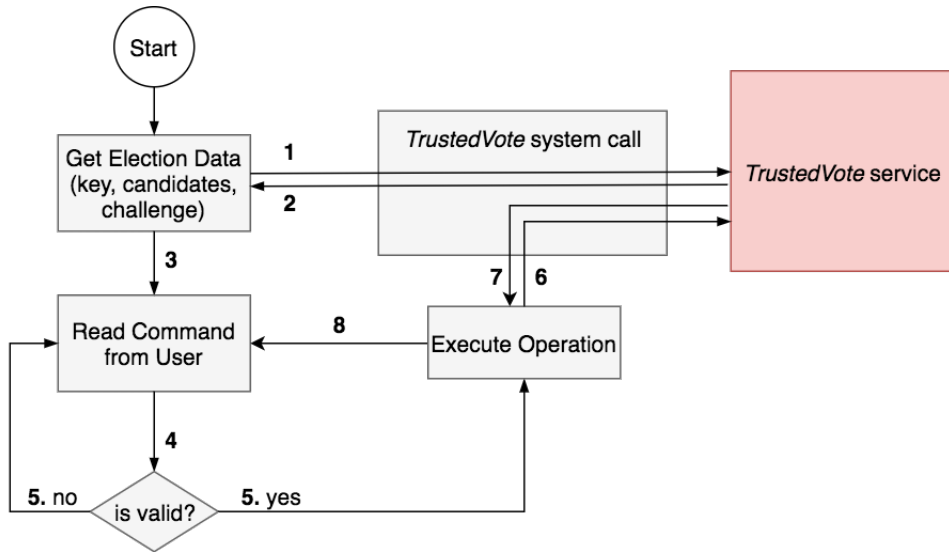 Start
Get Election Data
(key, candidates,
challenge)
1
2
TrustedVote system call
TrustedVote service
3
7
6
Read Command
from User
8
Execute Operation
4
5. no
is valid?
5. yes